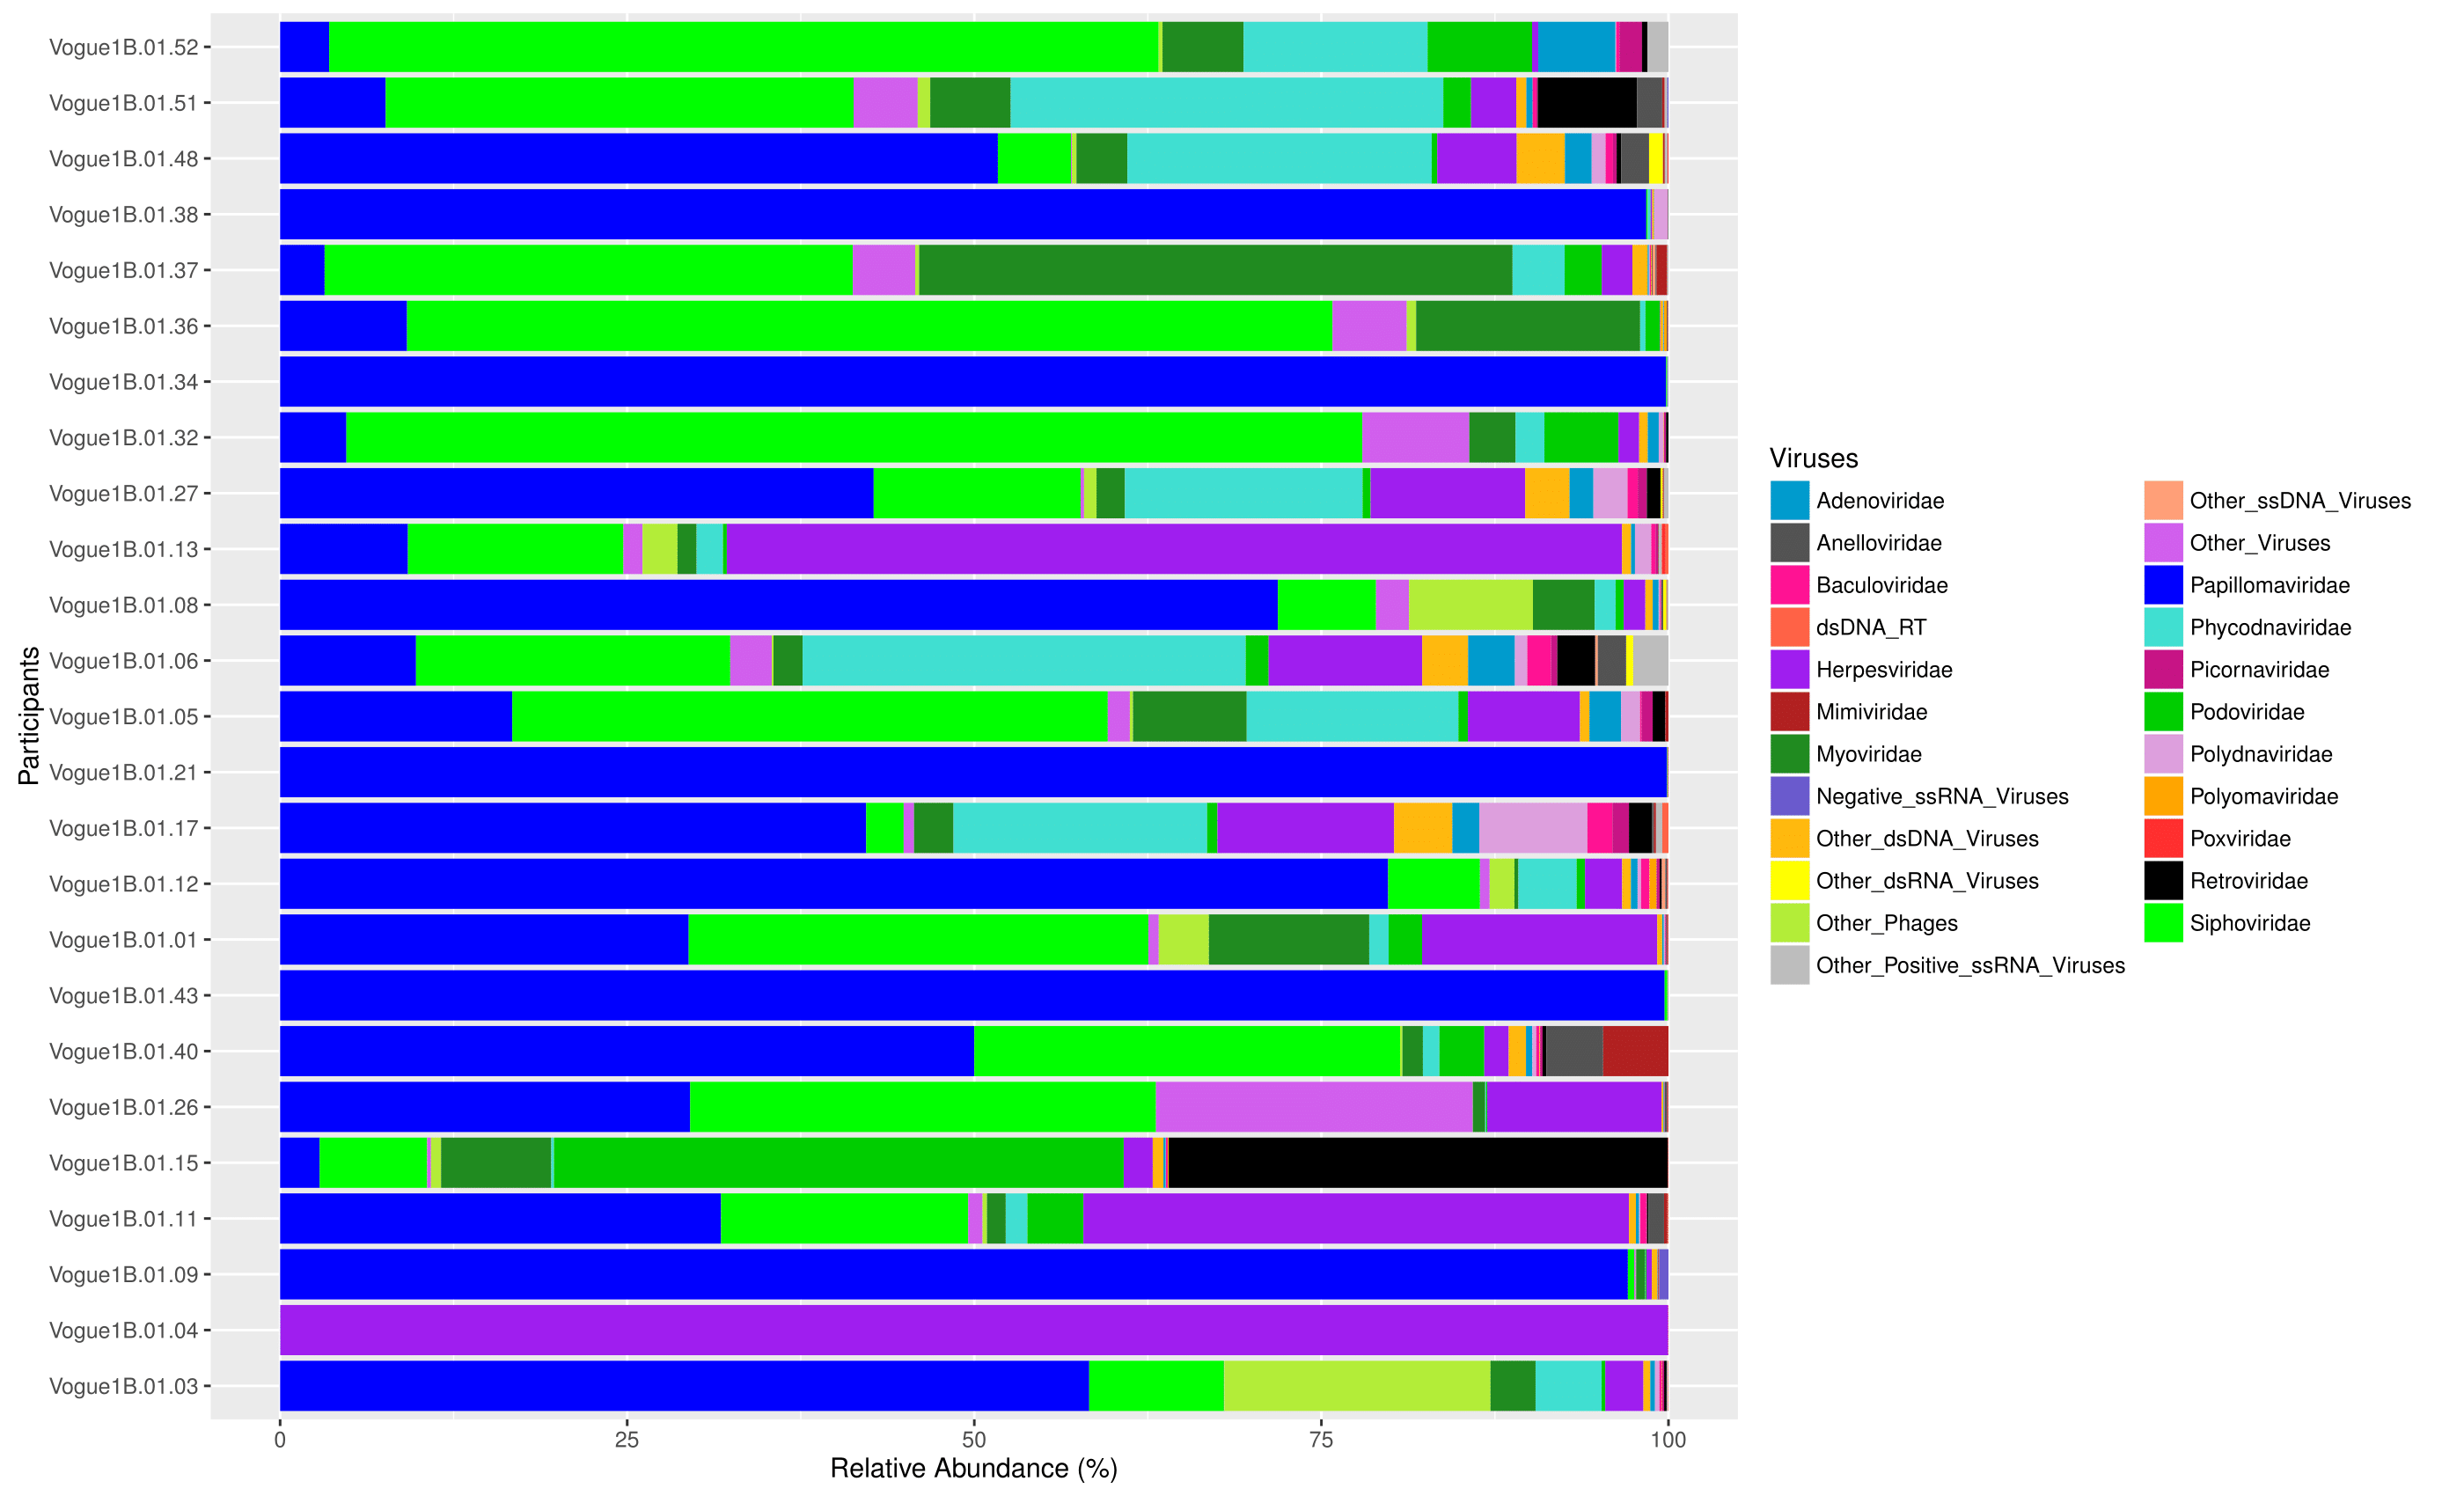 Participants
Vogue1B.01.52
Vogue1B.01.51
Vogue1B.01.48
Vogue1B.01.38
Vogue1B.01.37
Vogue1B.01.36
Vogue1B.01.34
Vogue1B.01.32
Vogue1B.01.27
Vogue1B.01.13
Vogue1B.01.08
Vogue1B.01.06
Vogue1B.01.05
Vogue1B.01.21
Vogue1B.01.17
Vogue1B.01.12
Vogue1B.01.01
Vogue1B.01.43
Vogue1B.01.40
Vogue1B.01.26
Vogue1B.01.15
Vogue1B.01.11
Vogue1B.01.09
Vogue1B.01.04
Vogue1B.01.03
0 25 50 75 100
Relative Abundance (%)
Viruses
Adenoviridae
Anelloviridae
Baculoviridae
dsDNA_RT
Herpesviridae
Mimiviridae
Myoviridae
Negative_ssRNA_Viruses
Other_dsDNA_Viruses
Other_dsRNA_Viruses
Other_Phages
Other_Positive_ssRNA_Viruses
Other_ssDNA_Viruses
Other_Viruses
Papillomaviridae
Phycodnaviridae
Picornaviridae
Podoviridae
Polydnaviridae
Polyomaviridae
Poxviridae
Retroviridae
Siphoviridae